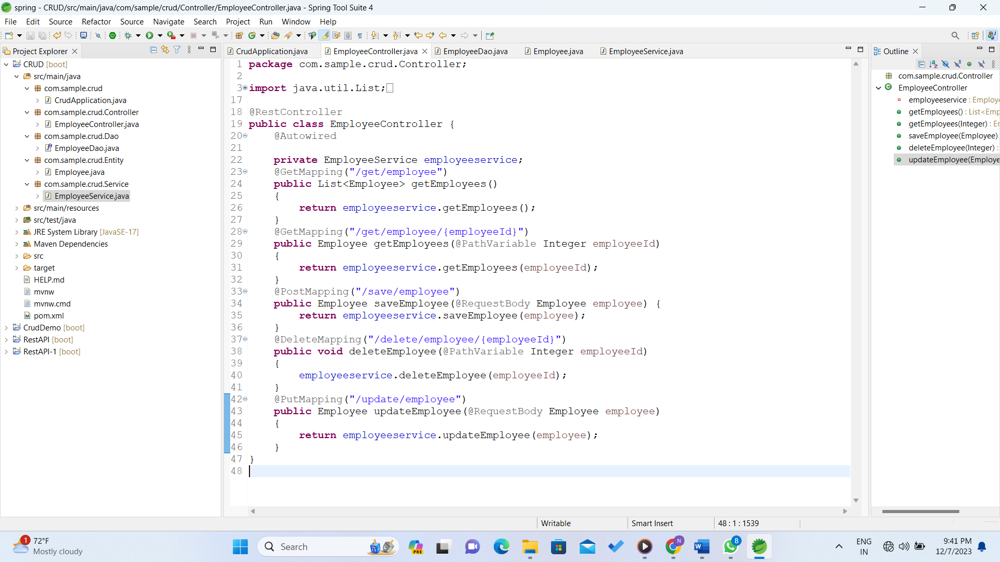 spring - CRUD/src/main/java/com/sample/crud/Controller/EmployeeController.java - Spring Tool Suite 4
File Edit Source Refactor Source Navigate Search Project Run Window Help
Project Explorer
CRUD [boot]
src/main/java
com.sample.crud
CrudApplication.java
com.sample.crud.Controller
EmployeeController.java
com.sample.crud.Dao
EmployeeDao.java
com.sample.crud.Entity
Employee.java
com.sample.crud.Service
EmployeeService.java
src/main/resources
src/test/java
JRE System Library [JavaSE-17]
Maven Dependencies
src
target
HELP.md
mvnw
mvnw.cmd
pom.xml
CrudDemo [boot]
RestAPI [boot]
RestAPI-1 [boot]
CrudApplication.java EmployeeController.java EmployeeDao.java Employee.java EmployeeService.java
1 package com.sample.crud.Controller;
2
3 import java.util.List;
17
18 @RestController
19 public class EmployeeController {
20 @Autowired
21
22 private EmployeeService employeeservice;
23 @GetMapping("/get/employee")
24 public List<Employee> getEmployees()
25 {
26 return employeeservice.getEmployees();
27 }
28 @GetMapping("/get/employee/{employeeId}")
29 public Employee getEmployees(@PathVariable Integer employeeId)
30 {
31 return employeeservice.getEmployees(employeeId);
32 }
33 @PostMapping("/save/employee")
34 public Employee saveEmployee(@RequestBody Employee employee) {
35 return employeeservice.saveEmployee(employee);
36 }
37 @DeleteMapping("/delete/employee/{employeeId}")
38 public void deleteEmployee(@PathVariable Integer employeeId)
39 {
40 employeeservice.deleteEmployee(employeeId);
41 }
42 @PutMapping("/update/employee")
43 public Employee updateEmployee(@RequestBody Employee employee)
44 {
45 return employeeservice.updateEmployee(employee);
46 }
47 }
48
Outline
com.sample.crud.Controller
EmployeeController
employeeservice : Employ
getEmployees() : List<Emp
getEmployees(Integer) : Er
saveEmployee(Employee)
deleteEmployee(Integer) :
updateEmployee(Employe
Writable Smart Insert 48 : 1 : 1539
1
72°F
Mostly cloudy
Search
PRE
N
8
ENG
IN
9:41 PM
12/7/2023